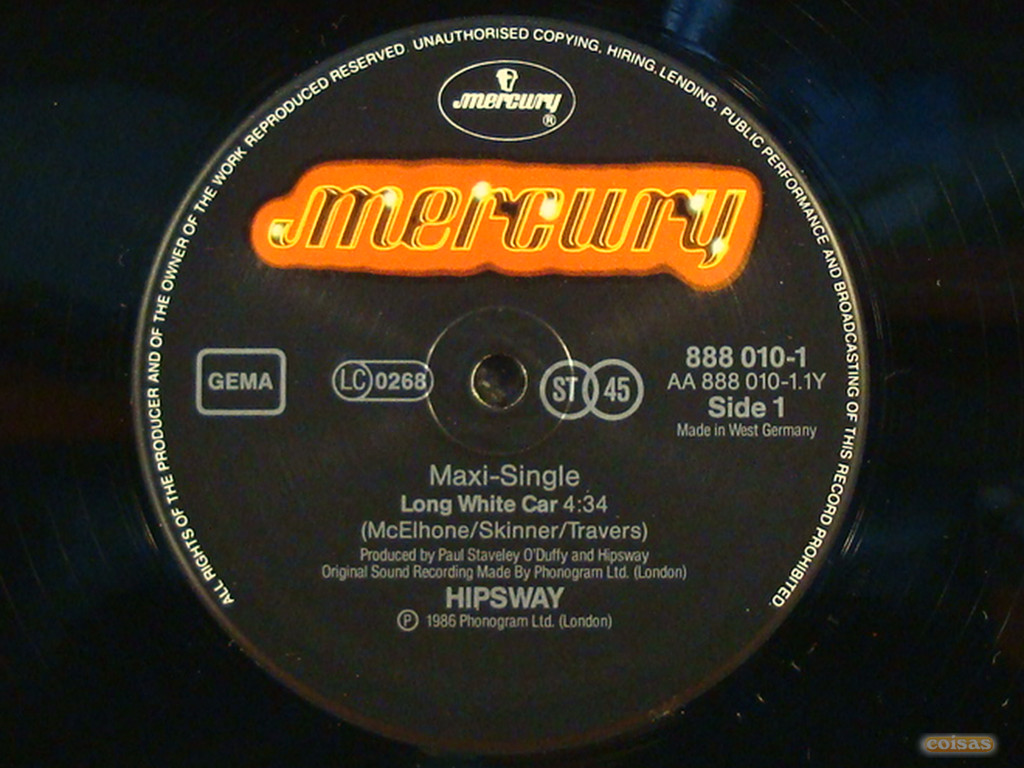 ALL RIGHTS OF THE PRODUCER AND OF THE OWNER OF THE WORK REPRODUCED RESERVED. UNAUTHORISED COPYING, HIRING, LENDING, PUBLIC PERFORMANCE AND BROADCASTING OF THIS RECORD PROHIBITED.
mercury
®
mercury
GEMA
LC 0268
ST 45
888 010-1
AA 888 010-1.1Y
Side 1
Made in West Germany
Maxi-Single
Long White Car 4:34
(McElhone/Skinner/Travers)
Produced by Paul Staveley O'Duffy and Hipsway
Original Sound Recording Made By Phonogram Ltd. (London)
HIPSWAY
Ⓟ 1986 Phonogram Ltd. (London)
coisas